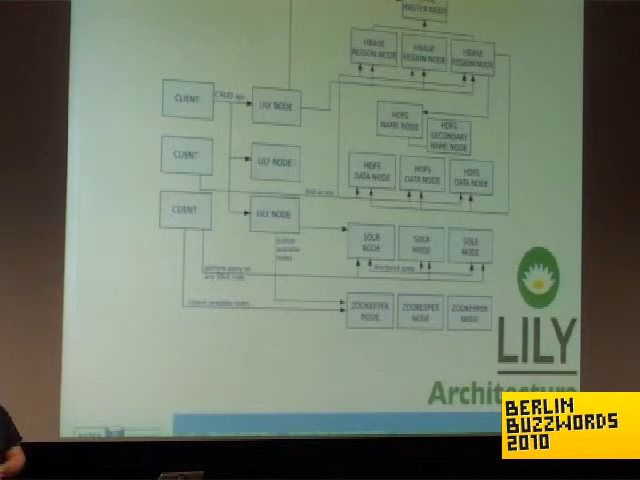 MASTER NODE
HBASE
REGION NODE
HBASE
REGION NODE
HBASE
REGION NODE
CLIENT
CRUD ops
LILY NODE
HDFS
NAME NODE
HDFS
SECONDARY
NAME NODE
CLIENT
LILY NODE
HDFS
DATA NODE
HDFS
DATA NODE
HDFS
DATA NODE
CLIENT
LILY NODE
SOLR
NODE
SOLR
NODE
SOLR
NODE
ZOOKEEPER
NODE
ZOOKEEPER
NODE
ZOOKEEPER
NODE
LILY
Architecture
BERLIN
BUZZWORDS
2010